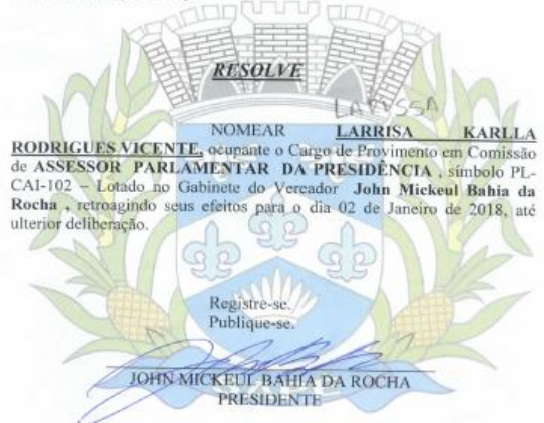 RESOLVE
LARISSA
NOMEAR LARRISA KARLLA
RODRIGUES VICENTE, ocupante o Cargo de Provimento em Comissão
de ASSESSOR PARLAMENTAR DA PRESIDÊNCIA , símbolo PL-
CAI-102 – Lotado no Gabinete do Vereador John Mickeul Bahia da
Rocha , retroagindo seus efeitos para o dia 02 de Janeiro de 2018, até
ulterior deliberação.
Registre-se.
Publique-se.
JOHN MICKEUL BAHIA DA ROCHA
PRESIDENTE